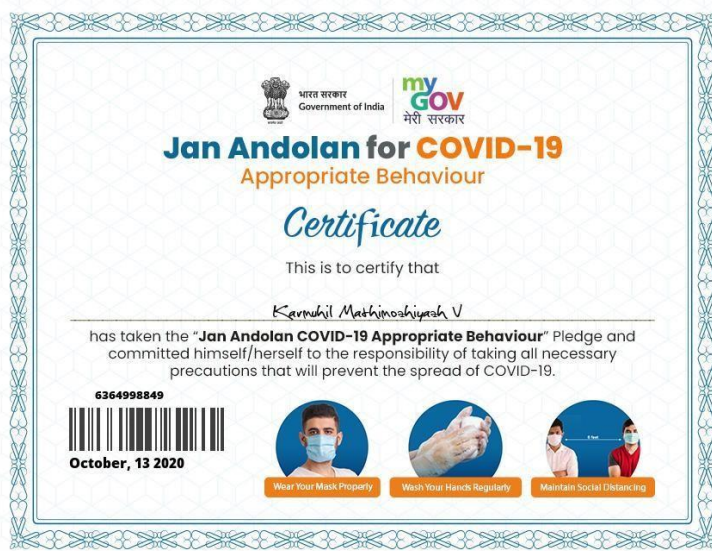 भारत सरकार
Government of India
my
GOV
मेरी सरकार
Jan Andolan for COVID-19
Appropriate Behaviour
Certificate
This is to certify that
Karmuhil Mathimozhiyazh V
has taken the "Jan Andolan COVID-19 Appropriate Behaviour" Pledge and
committed himself/herself to the responsibility of taking all necessary
precautions that will prevent the spread of COVID-19.
6364998849
October, 13 2020
Wear Your Mask Properly
Wash Your Hands Regularly
Maintain Social Distancing